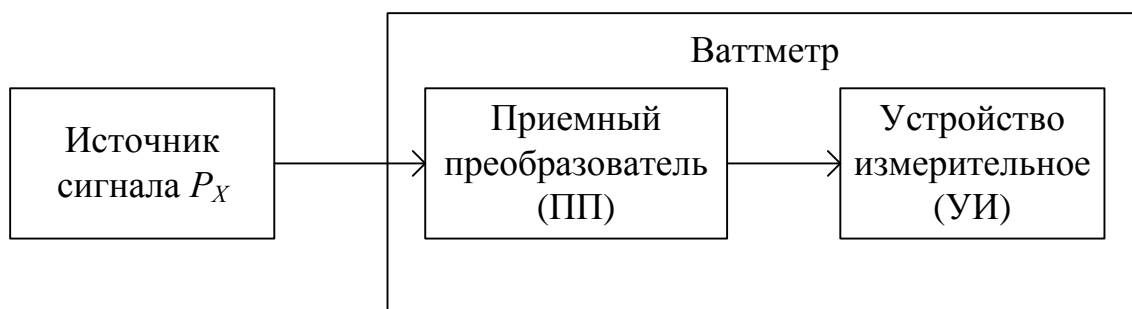 Ваттметр
Источник
сигнала P_X
Приемный
преобразователь
(ПП)
Устройство
измерительное
(УИ)